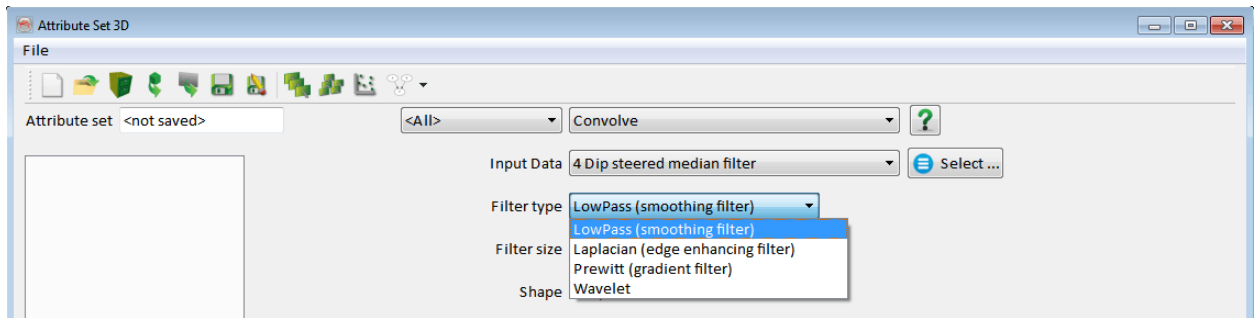 Attribute Set 3D
File
Attribute set <not saved> <All> Convolve
Input Data 4 Dip steered median filter Select ...
Filter type LowPass (smoothing filter)
LowPass (smoothing filter)
Filter size Laplacian (edge enhancing filter)
Prewitt (gradient filter)
Shape Wavelet